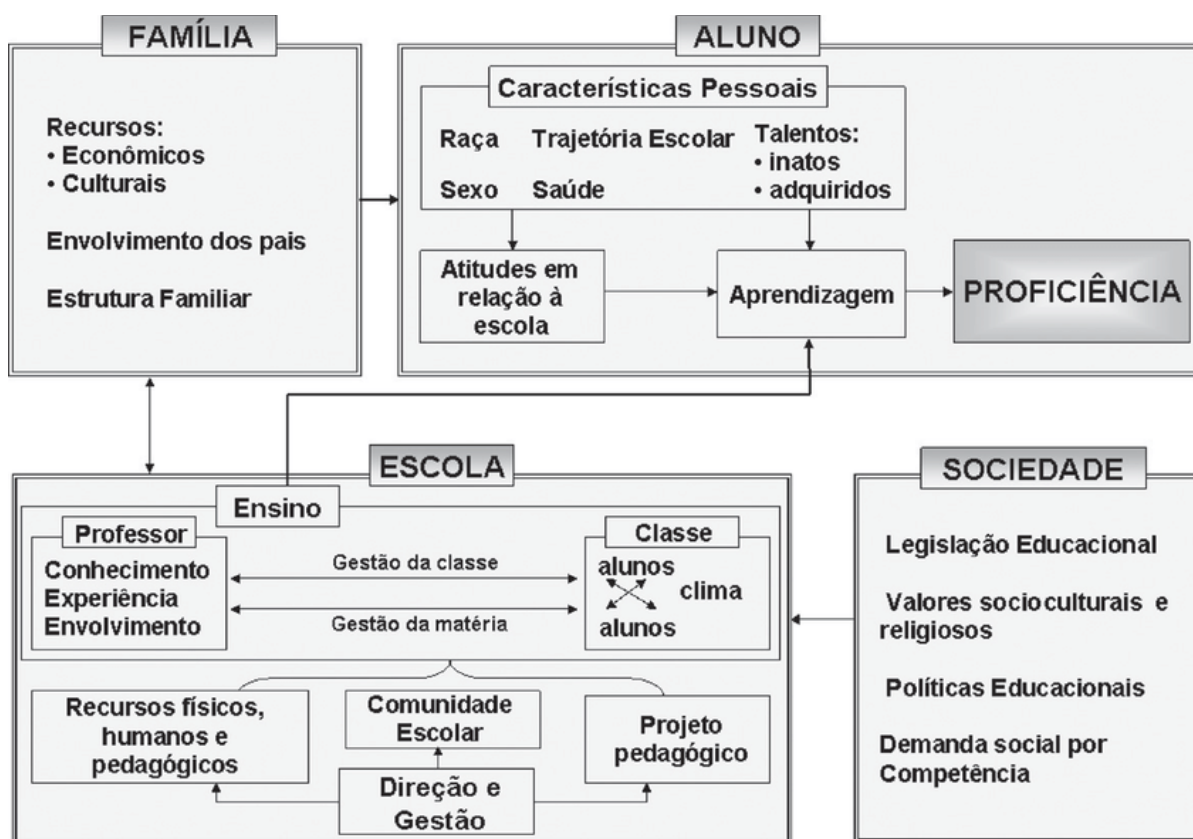 FAMÍLIA
Recursos:
• Econômicos
• Culturais
Envolvimento dos pais
Estrutura Familiar
ALUNO
Características Pessoais
Raça
Trajetória Escolar
Sexo
Saúde
Talentos:
• inatos
• adquiridos
Atitudes em
relação à
escola
Aprendizagem
PROFICIÊNCIA
ESCOLA
Ensino
Professor
Conhecimento
Experiência
Envolvimento
Gestão da classe
Gestão da matéria
Classe
alunos
clima
alunos
Recursos físicos,
humanos e
pedagógicos
Comunidade
Escolar
Projeto
pedagógico
Direção e
Gestão
SOCIEDADE
Legislação Educacional
Valores socioculturais e
religiosos
Políticas Educacionais
Demanda social por
Competência